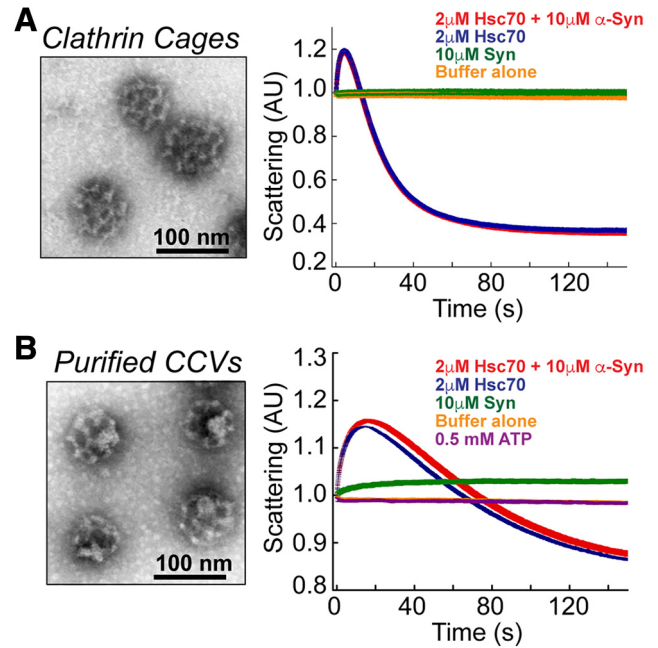 A
Clathrin Cages
100 nm
2μM Hsc70 + 10μM α-Syn
2μM Hsc70
10μM Syn
Buffer alone
Scattering (AU)
1.2
1.0
0.8
0.6
0.4
0.2
0 40 80 120
Time (s)
B
Purified CCVs
100 nm
2μM Hsc70 + 10μM α-Syn
2μM Hsc70
10μM Syn
Buffer alone
0.5 mM ATP
Scattering (AU)
1.3
1.2
1.1
1.0
0.9
0.8
0 40 80 120
Time (s)